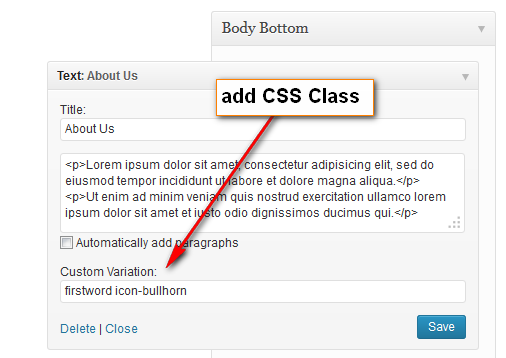 Body Bottom
Text: About Us
add CSS Class
Title:
About Us
<p>Lorem ipsum dolor sit amet, consectetur adipisicing elit, sed do
eiusmod tempor incididunt ut labore et dolore magna aliqua.</p>
<p>Ut enim ad minim veniam quis nostrud exercitation ullamco lorem
ipsum dolor sit amet et iusto odio dignissimos ducimus qui.</p>
Automatically add paragraphs
Custom Variation:
firstword icon-bullhorn
Delete | Close
Save